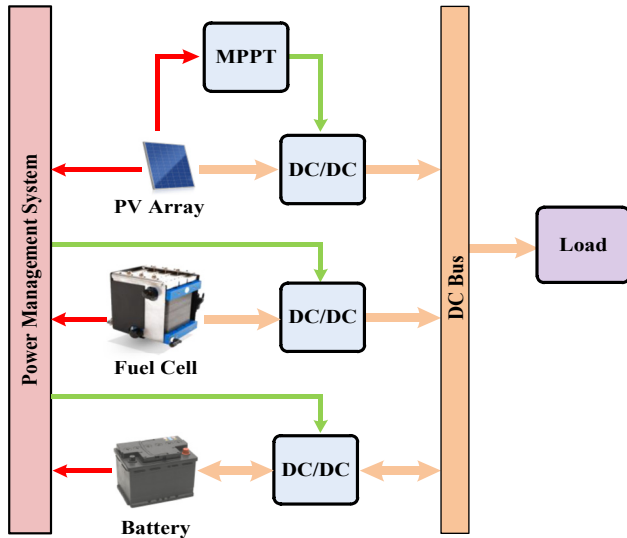 MPPT
DC/DC
PV Array
Power Management System
DC/DC
Fuel Cell
DC Bus
Load
DC/DC
Battery